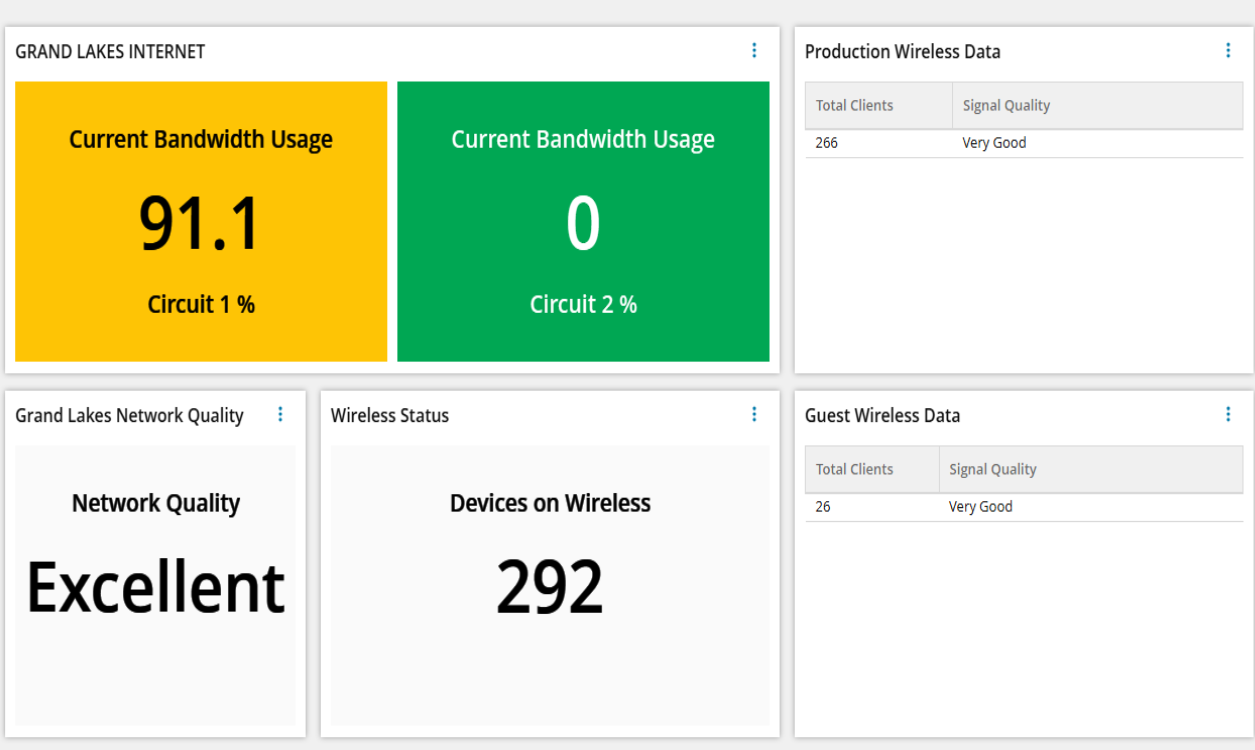 GRAND LAKES INTERNET
Current Bandwidth Usage
91.1
Circuit 1 %
Current Bandwidth Usage
0
Circuit 2 %
Production Wireless Data
Total Clients Signal Quality
266 Very Good
Grand Lakes Network Quality
Network Quality
Excellent
Wireless Status
Devices on Wireless
292
Guest Wireless Data
Total Clients Signal Quality
26 Very Good